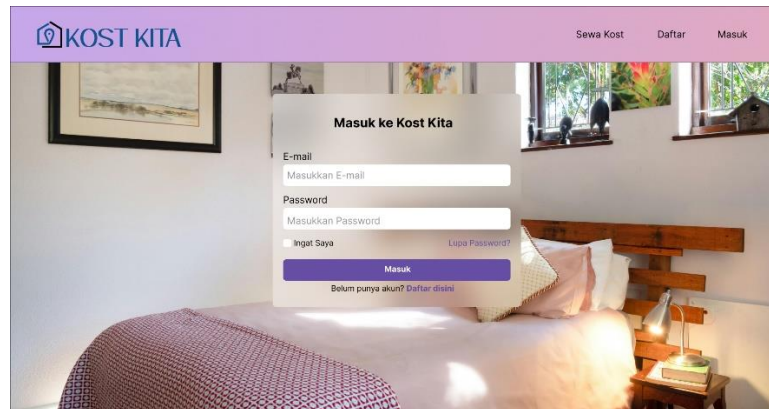 KOST KITA
Sewa Kost Daftar Masuk
Masuk ke Kost Kita
E-mail
Masukkan E-mail
Password
Masukkan Password
Ingat Saya Lupa Password?
Masuk
Belum punya akun? Daftar disini